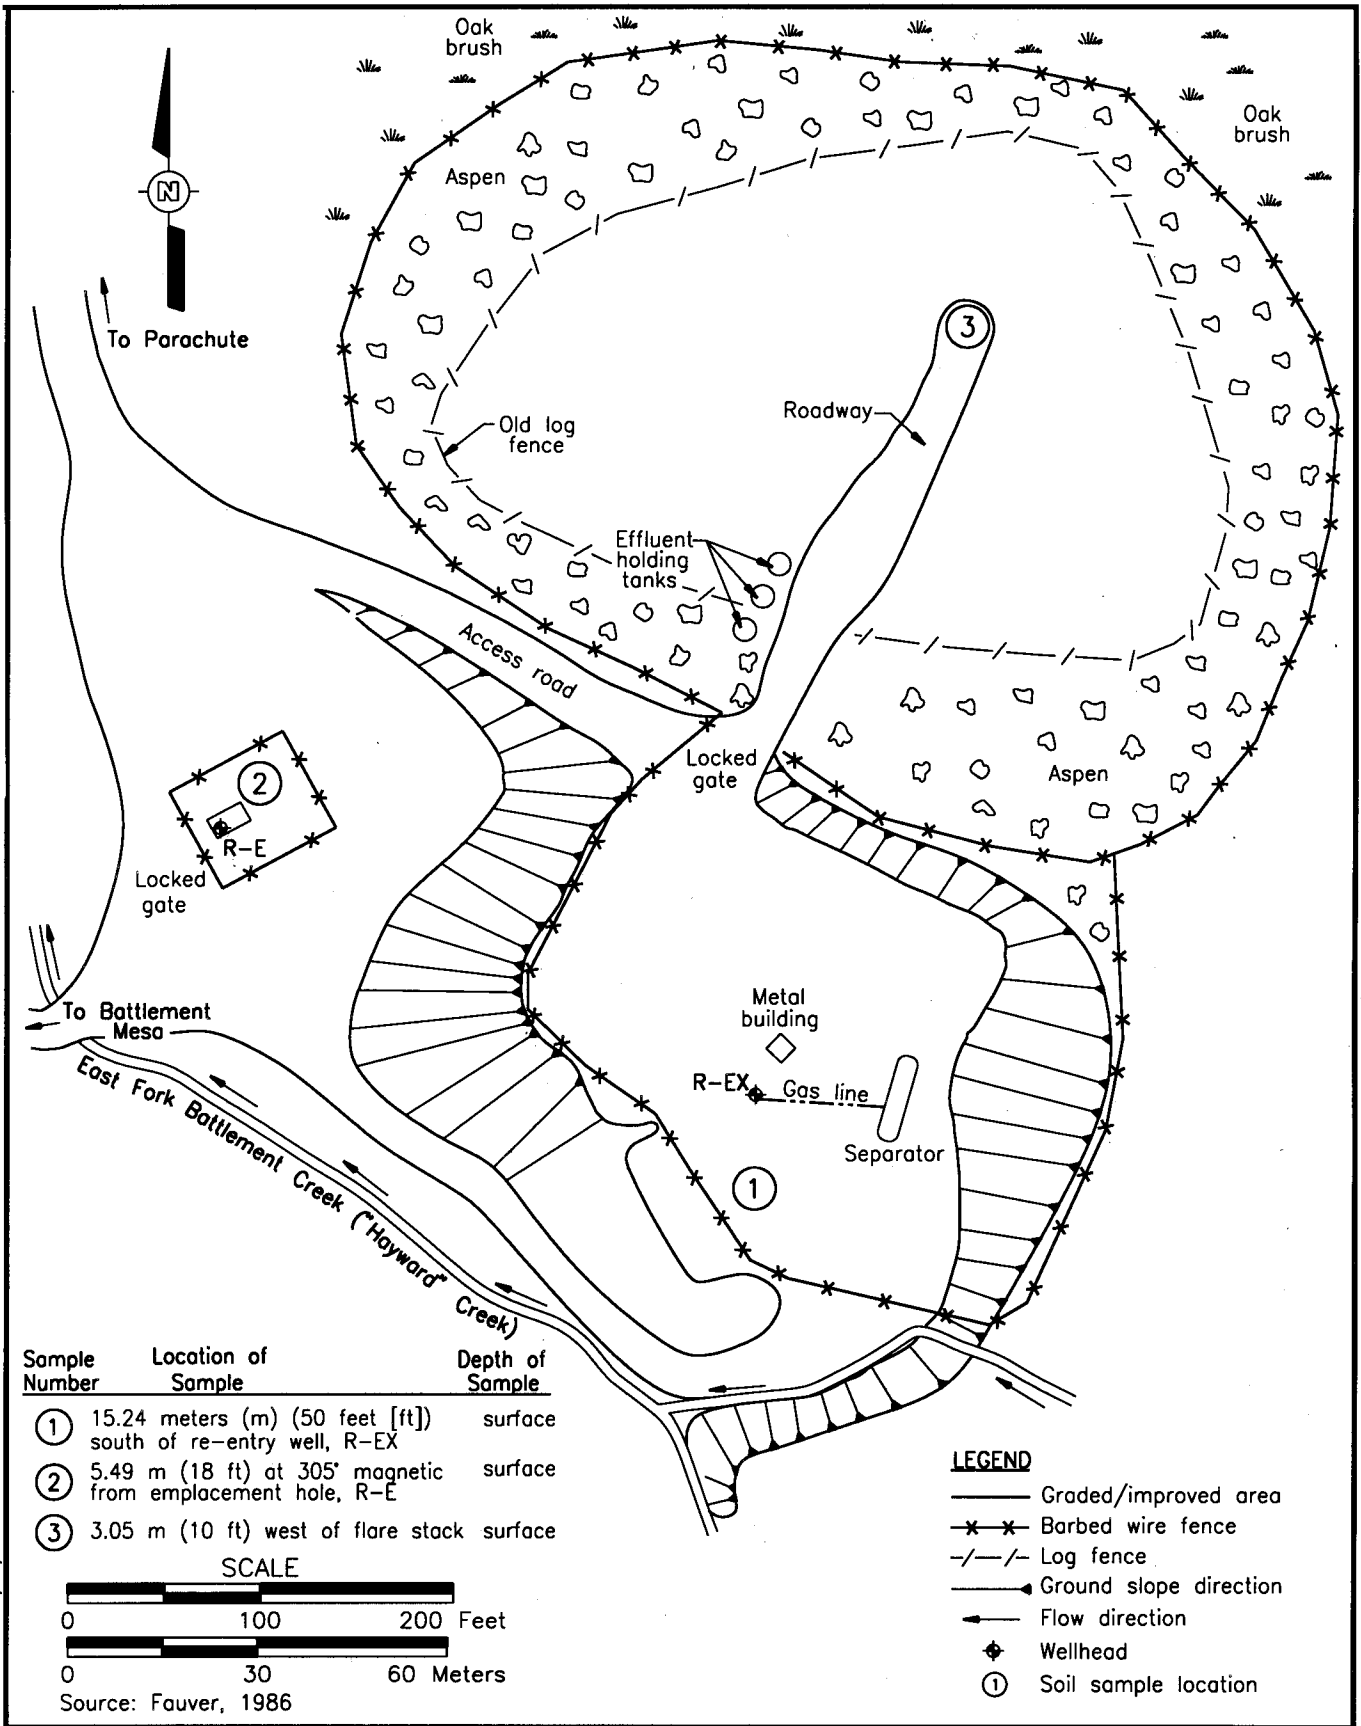 Oak
brush
Oak
brush
N
Aspen
To Parachute
3
Roadway
Old log
fence
Effluent
holding
tanks
Access road
Locked
gate
Aspen
2
R-E
Locked
gate
To Battlement
Mesa
Metal
building
R-EX
Gas line
Separator
East Fork Battlement Creek ("Hayward" Creek)
1
Sample
Number
Location of
Sample
Depth of
Sample
1 15.24 meters (m) (50 feet [ft]) surface
south of re-entry well, R-EX
2 5.49 m (18 ft) at 305° magnetic surface
from emplacement hole, R-E
3 3.05 m (10 ft) west of flare stack surface
SCALE
0 100 200 Feet
0 30 60 Meters
Source: Fauver, 1986
LEGEND
Graded/improved area
Barbed wire fence
Log fence
Ground slope direction
Flow direction
Wellhead
1 Soil sample location